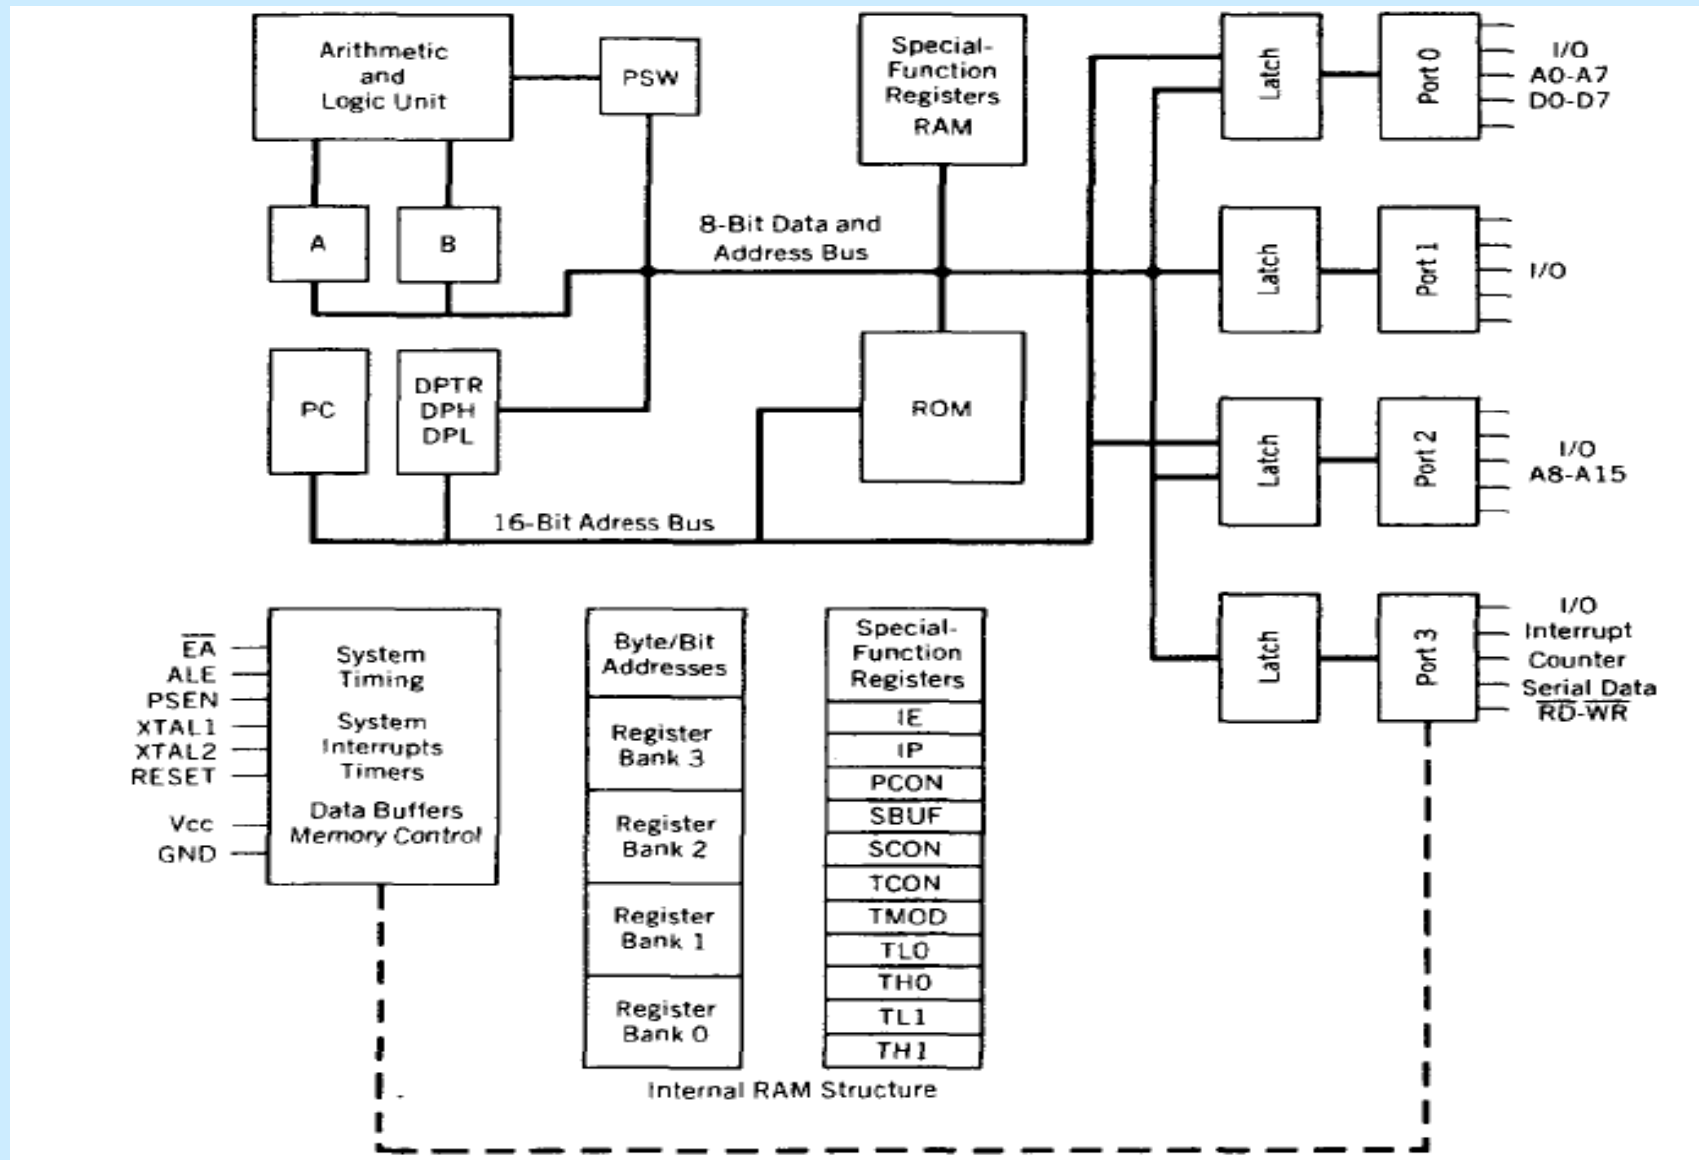 Arithmetic
and
Logic Unit
PSW
Special-
Function
Registers
RAM
Latch
Port 0
I/O
A0-A7
D0-D7
A
B
8-Bit Data and
Address Bus
Latch
Port 1
I/O
PC
DPTR
DPH
DPL
ROM
Latch
Port 2
I/O
A8-A15
16-Bit Adress Bus
EA
ALE
PSEN
XTAL1
XTAL2
RESET
Vcc
GND
System
Timing
System
Interrupts
Timers
Data Buffers
Memory Control
Byte/Bit
Addresses
Register
Bank 3
Register
Bank 2
Register
Bank 1
Register
Bank 0
Special-
Function
Registers
IE
IP
PCON
SBUF
SCON
TCON
TMOD
TL0
TH0
TL1
TH1
Internal RAM Structure
Latch
Port 3
I/O
Interrupt
Counter
Serial Data
RD-WR